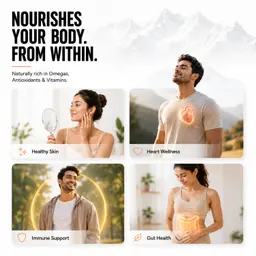 NOURISHES
YOUR BODY.
FROM WITHIN.
Naturally rich in Omegas,
Antioxidants & Vitamins.
Healthy Skin
Heart Wellness
Immune Support
Gut Health